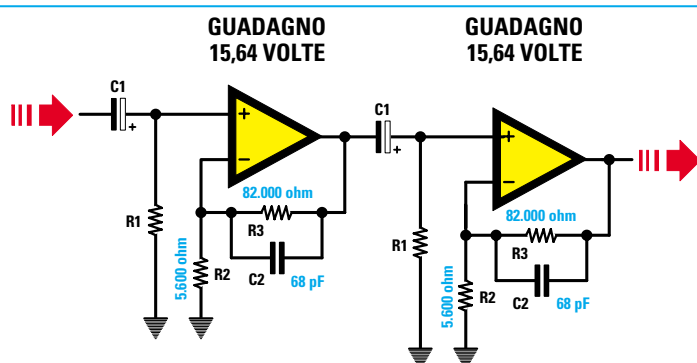 GUADAGNO
15,64 VOLTE
GUADAGNO
15,64 VOLTE
C1
+
+
−
82.000 ohm
R3
R1
5.600 ohm
R2
C2
68 pF
C1
+
+
−
82.000 ohm
R3
R1
5.600 ohm
R2
C2
68 pF